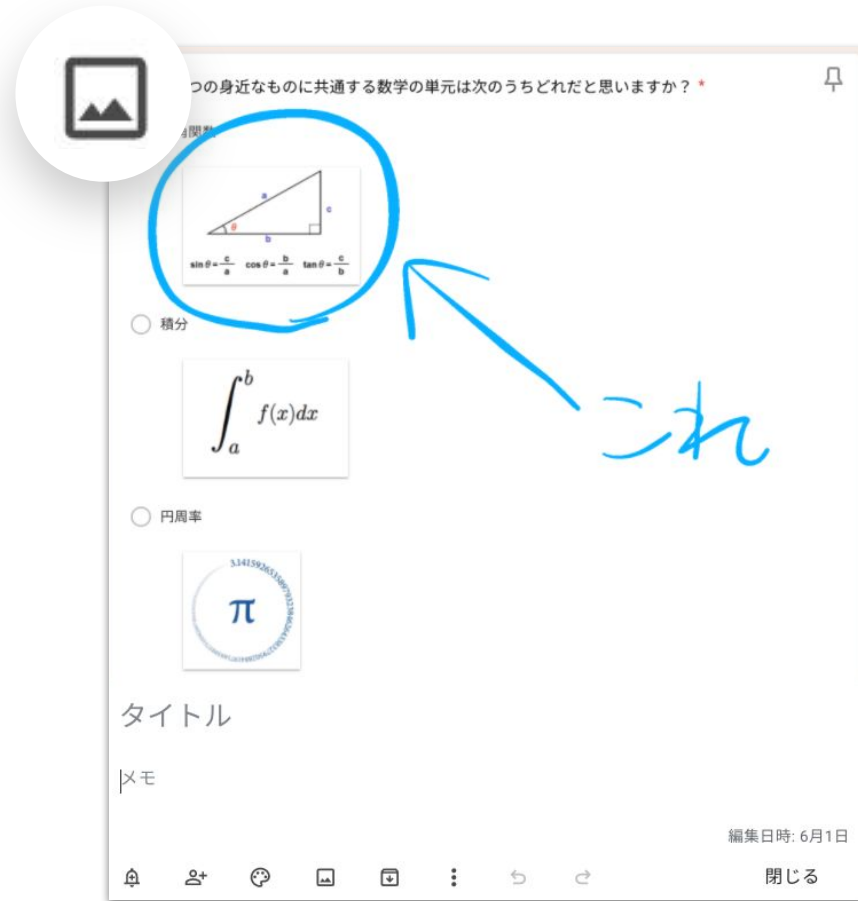 つの身近なものに共通する数学の単元は次のうちどれだと思いますか？ *
関数
a
c
θ
b
sin θ = c/a cos θ = b/a tan θ = c/b
積分
∫_a^b f(x)dx
これ
円周率
π
タイトル
メモ
編集日時: 6月1日
閉じる